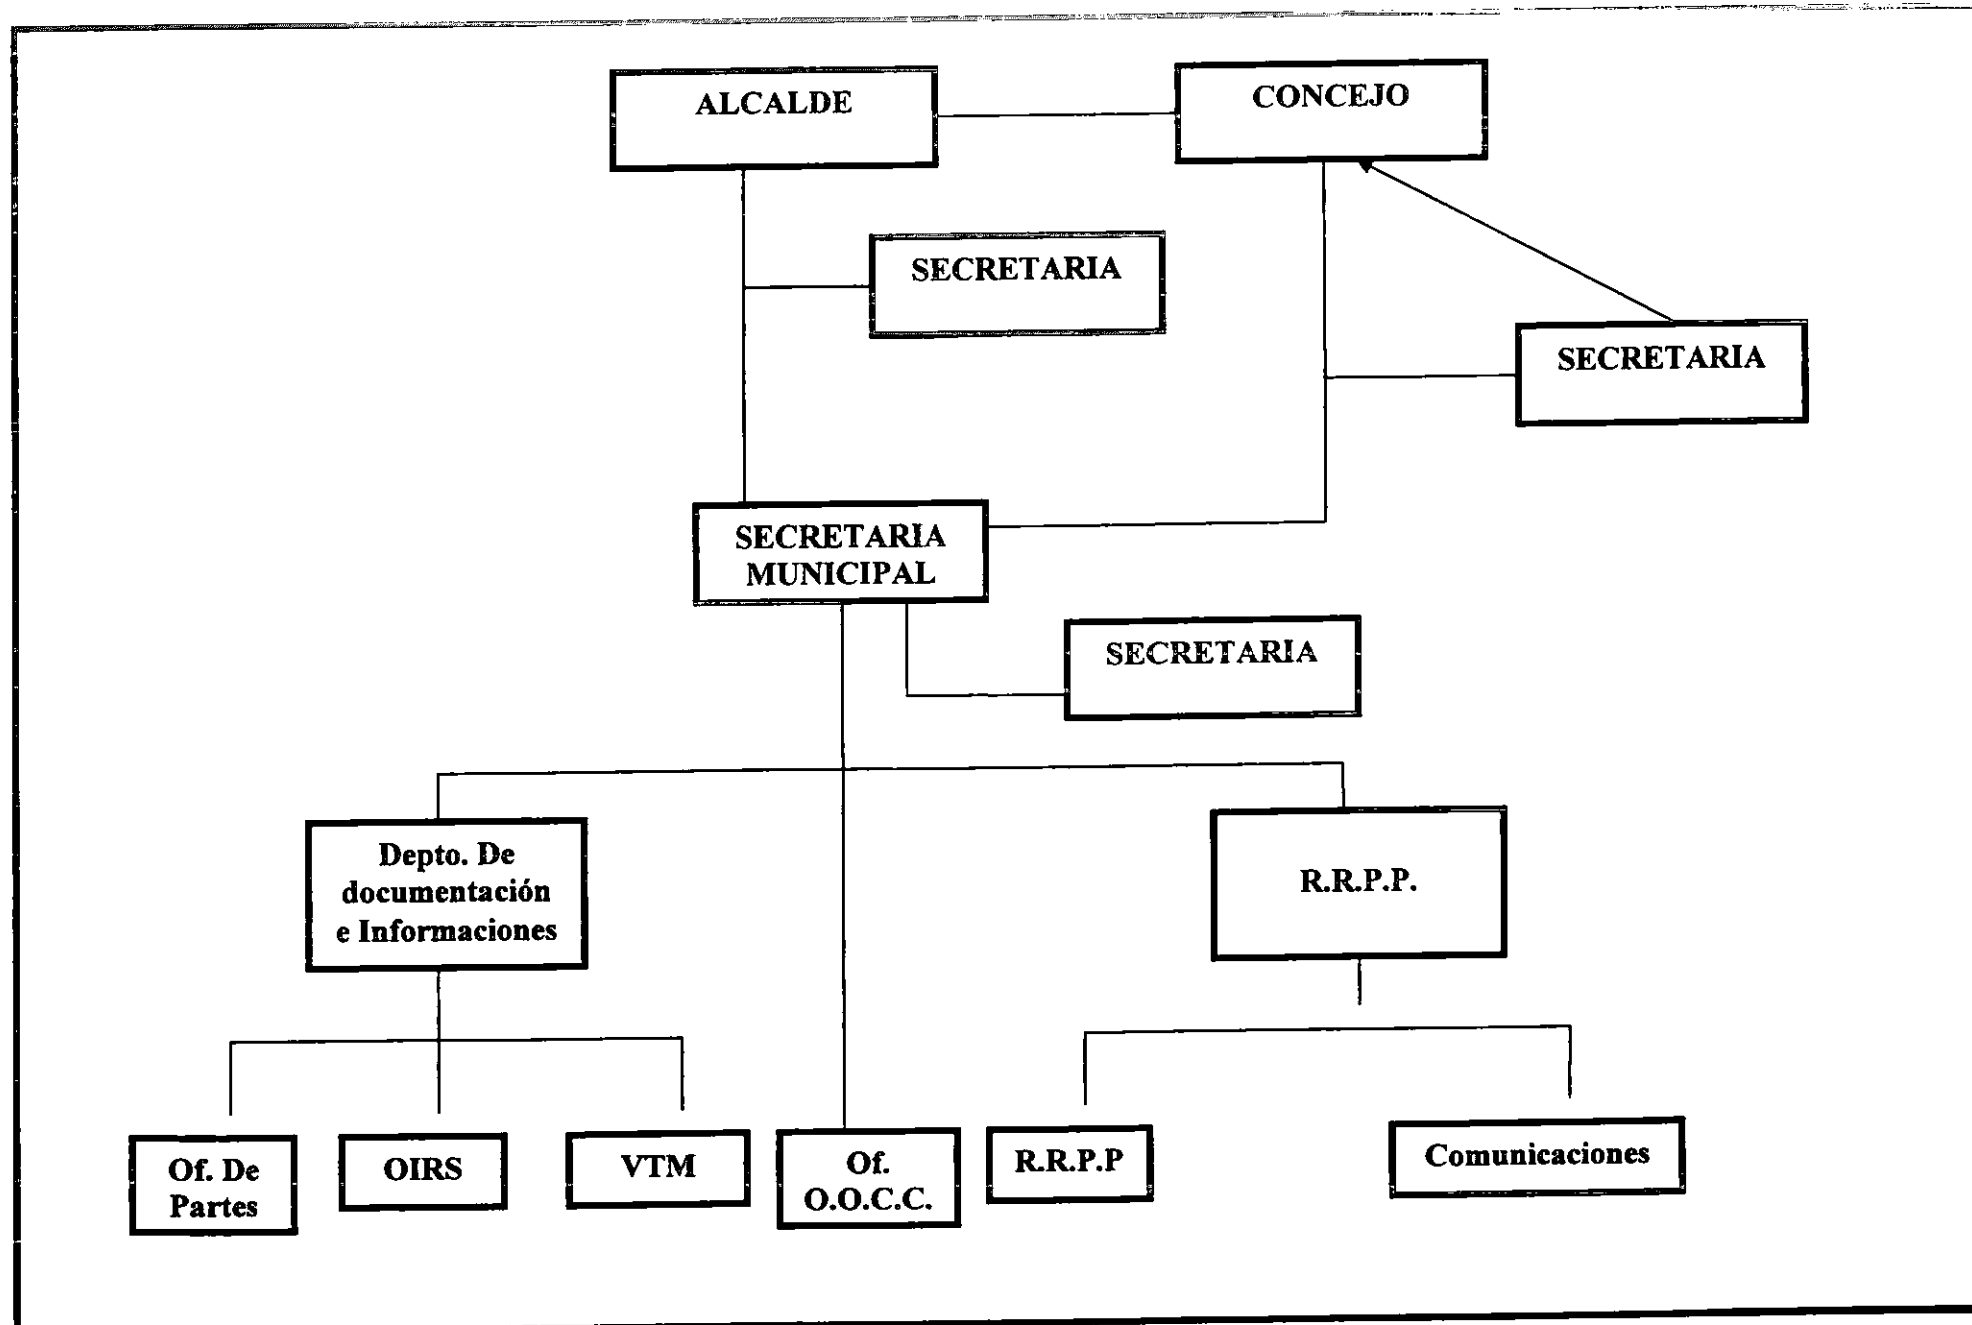 ALCALDE
CONCEJO
SECRETARIA
SECRETARIA
SECRETARIA
MUNICIPAL
SECRETARIA
Depto. De
documentación
e Informaciones
R.R.P.P.
Of. De
Partes
OIRS
VTM
Of.
O.O.C.C.
R.R.P.P
Comunicaciones